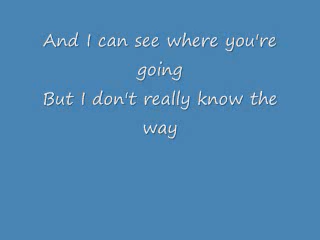 And I can see where you're
going
But I don't really know the
way